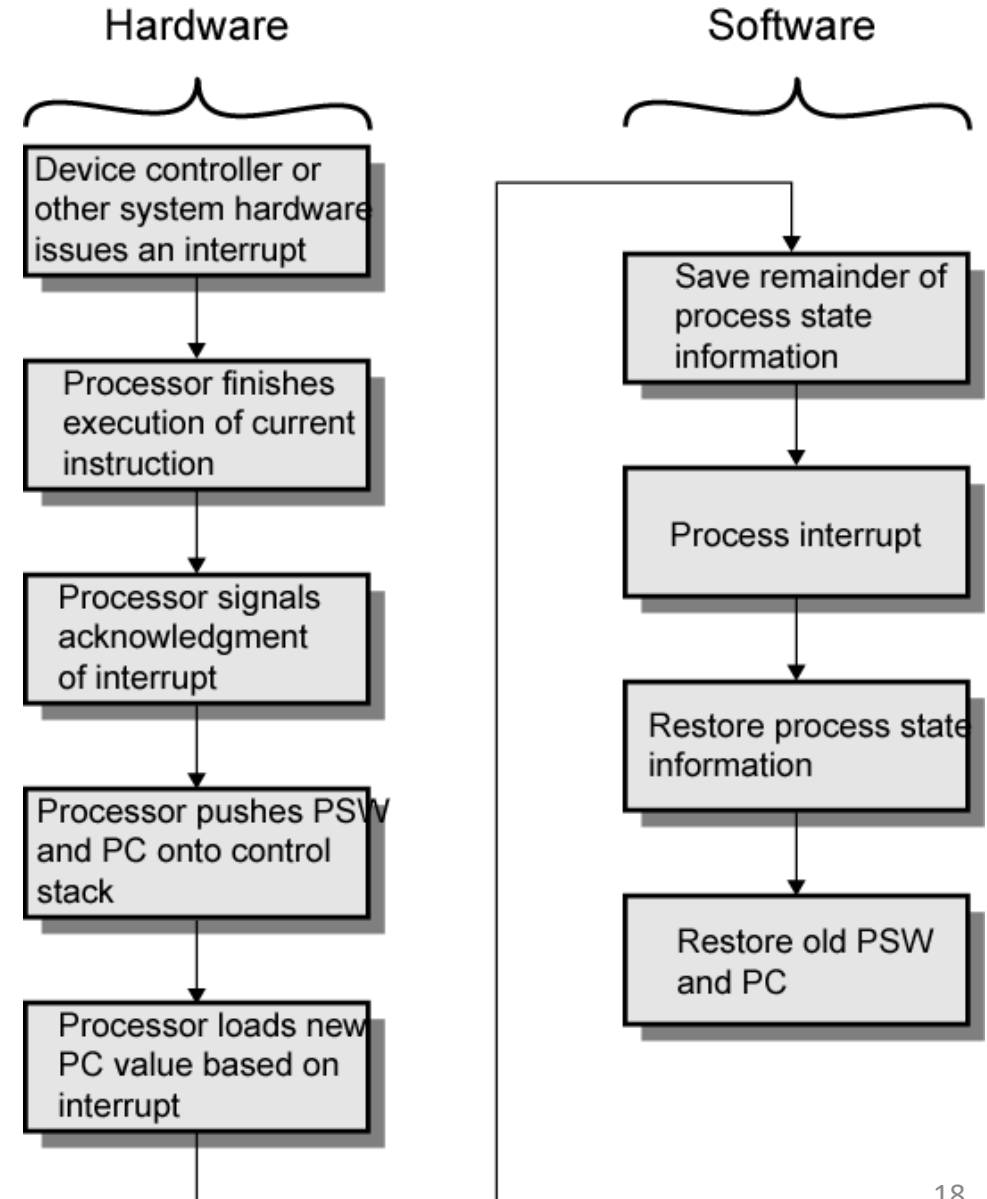 Hardware
Device controller or
other system hardware
issues an interrupt
Processor finishes
execution of current
instruction
Processor signals
acknowledgment
of interrupt
Processor pushes PSW
and PC onto control
stack
Processor loads new
PC value based on
interrupt
Software
Save remainder of
process state
information
Process interrupt
Restore process state
information
Restore old PSW
and PC
18